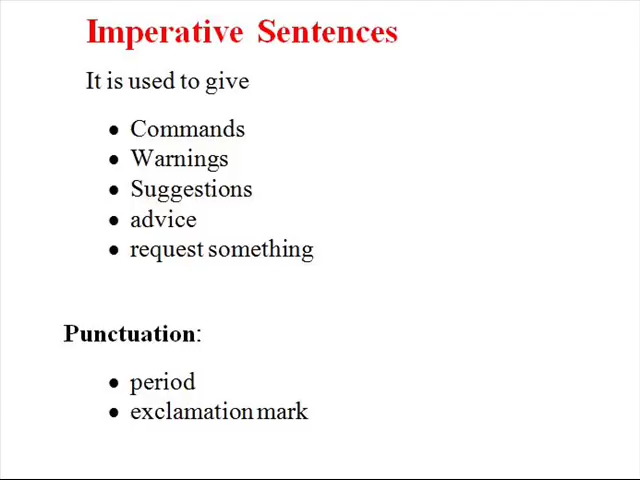 Imperative Sentences
It is used to give
• Commands
• Warnings
• Suggestions
• advice
• request something
Punctuation:
• period
• exclamation mark